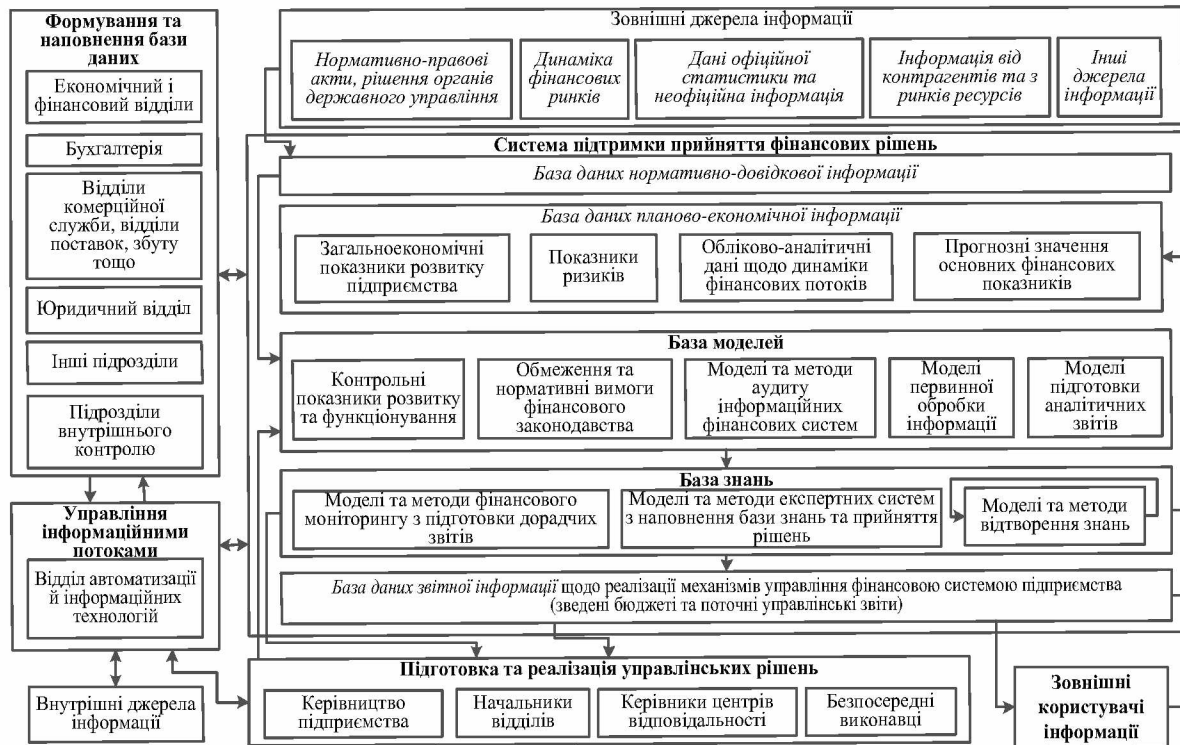 Формування та
наповнення бази
даних
Економічний і
фінансовий відділи
Бухгалтерія
Відділи
комерційної
служби, відділи
поставок, збуту
тощо
Юридичний відділ
Інші підрозділи
Підрозділи
внутрішнього
контролю
Управління
інформаційними
потоками
Відділ автоматизації
й інформаційних
технологій
Внутрішні джерела
інформації
Зовнішні джерела інформації
Нормативно-правові
акти, рішення органів
державного управління
Динаміка
фінансових
ринків
Дані офіційної
статистики та
неофіційна інформація
Інформація від
контрагентів та з
ринків ресурсів
Інші
джерела
інформації
Система підтримки прийняття фінансових рішень
База даних нормативно-довідкової інформації
База даних планово-економічної інформації
Загальноекономічні
показники розвитку
підприємства
Показники
ризиків
Обліково-аналітичні
дані щодо динаміки
фінансових потоків
Прогнозні значення
основних фінансових
показників
База моделей
Контрольні
показники розвитку
та функціонування
Обмеження та
нормативні вимоги
фінансового
законодавства
Моделі та методи
аудиту
інформаційних
фінансових систем
Моделі
первинної
обробки
інформації
Моделі
підготовки
аналітичних
звітів
База знань
Моделі та методи фінансового
моніторингу з підготовки дорадчих
звітів
Моделі та методи експертних систем
з наповнення бази знань та прийняття
рішень
Моделі та методи
відтворення знань
База даних звітної інформації щодо реалізації механізмів управління фінансовою системою підприємства
(зведені бюджеті та поточні управлінські звіти)
Підготовка та реалізація управлінських рішень
Керівництво
підприємства
Начальники
відділів
Керівники центрів
відповідальності
Безпосередні
виконавці
Зовнішні
користувачі
інформації